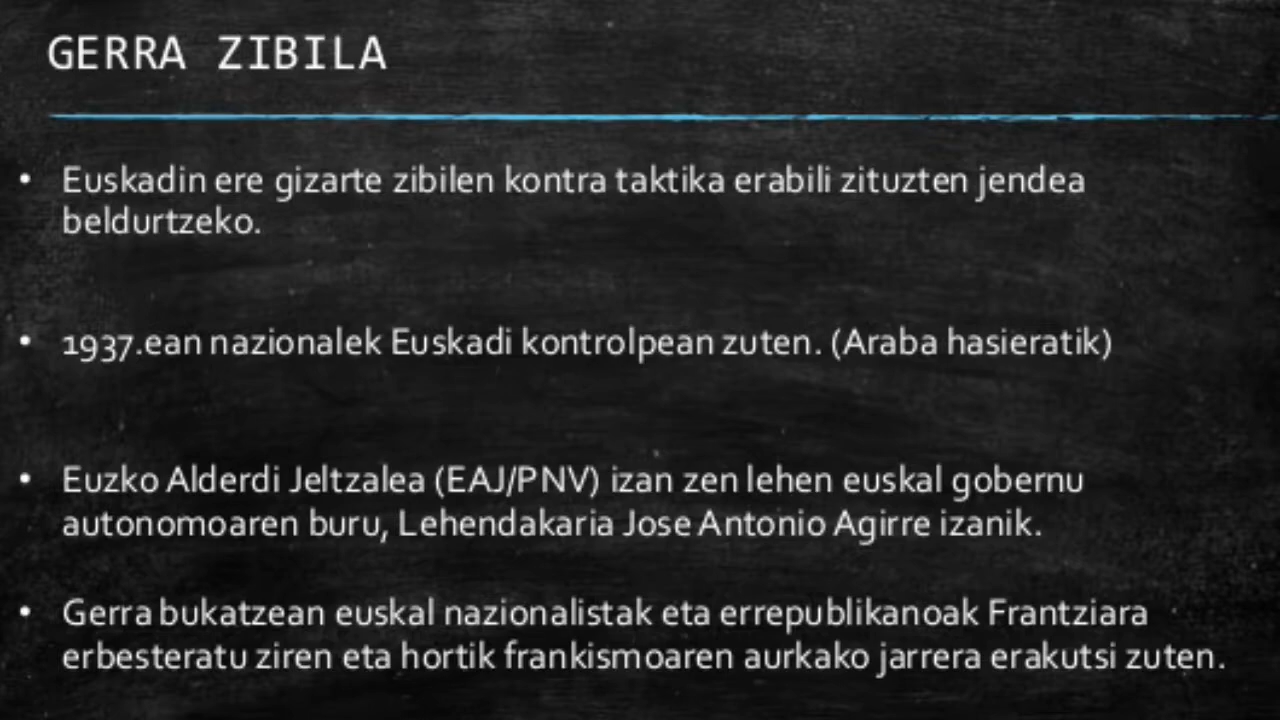 GERRA ZIBILA
• Euskadin ere gizarte zibilen kontra taktika erabili zituzten jendea
beldurtzeko.
• 1937.ean nazionalek Euskadi kontrolpean zuten. (Araba hasieratik)
• Euzko Alderdi Jeltzalea (EAJ/PNV) izan zen lehen euskal gobernu
autonomoaren buru, Lehendakaria Jose Antonio Agirre izanik.
• Gerra bukatzean euskal nazionalistak eta errepublikanoak Frantziara
erbesteratu ziren eta hortik frankismoaren aurkako jarrera erakutsi zuten.